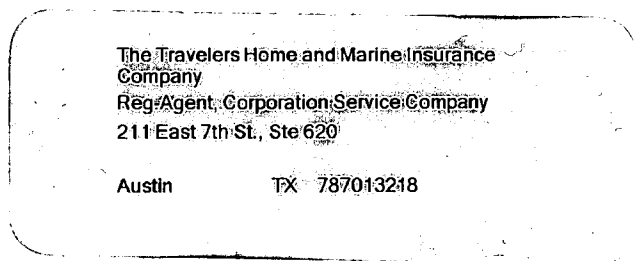 The Travelers Home and Marine Insurance
Company
Reg Agent, Corporation Service Company
211 East 7th St., Ste 620
Austin TX 787013218